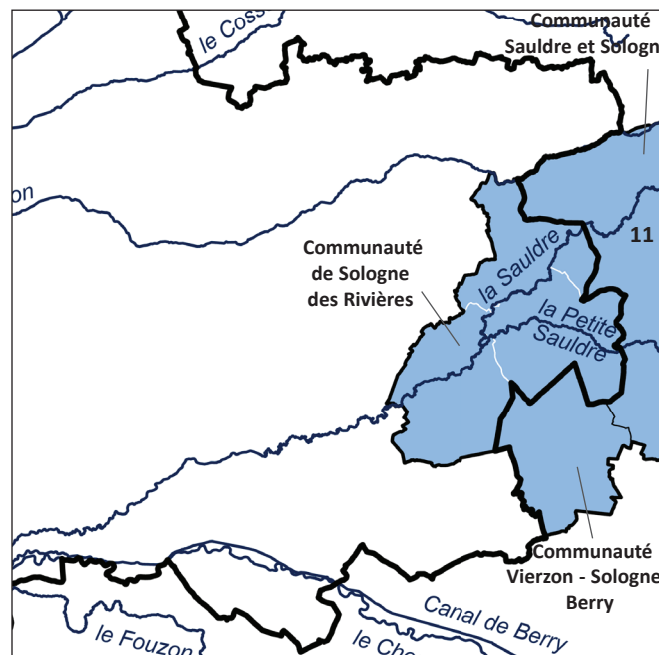 Communauté
Sauldre et Sologn
le Coss
on
11
Communauté
de Sologne
des Rivières
la Sauldre
la Petite
Sauldre
Communauté
Vierzon - Sologne
Berry
Canal de Berry
le Fouzon
le Che